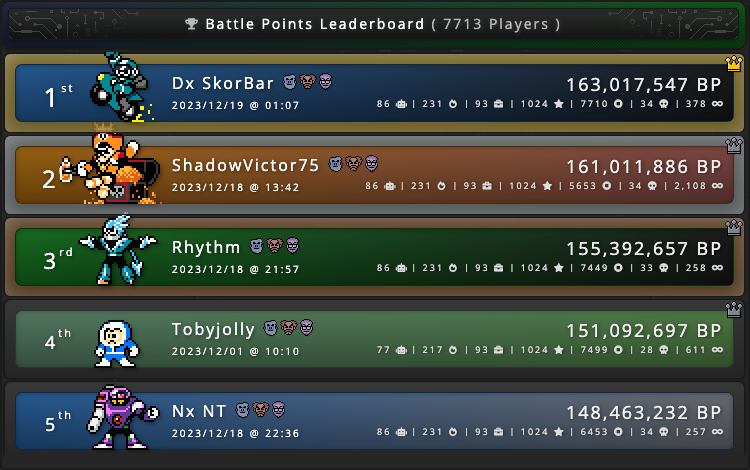 Battle Points Leaderboard ( 7713 Players )
1st Dx SkorBar 163,017,547 BP
2023/12/19 @ 01:07 86 | 231 | 93 | 1024 | 7710 | 34 | 378
2 ShadowVictor75 161,011,886 BP
2023/12/18 @ 13:42 86 | 231 | 93 | 1024 | 5653 | 34 | 2,108
3rd Rhythm 155,392,657 BP
2023/12/18 @ 21:57 86 | 231 | 93 | 1024 | 7449 | 33 | 258
4th Tobyjolly 151,092,697 BP
2023/12/01 @ 10:10 77 | 217 | 93 | 1024 | 7499 | 28 | 611
5th Nx NT 148,463,232 BP
2023/12/18 @ 22:36 86 | 231 | 93 | 1024 | 6453 | 34 | 257